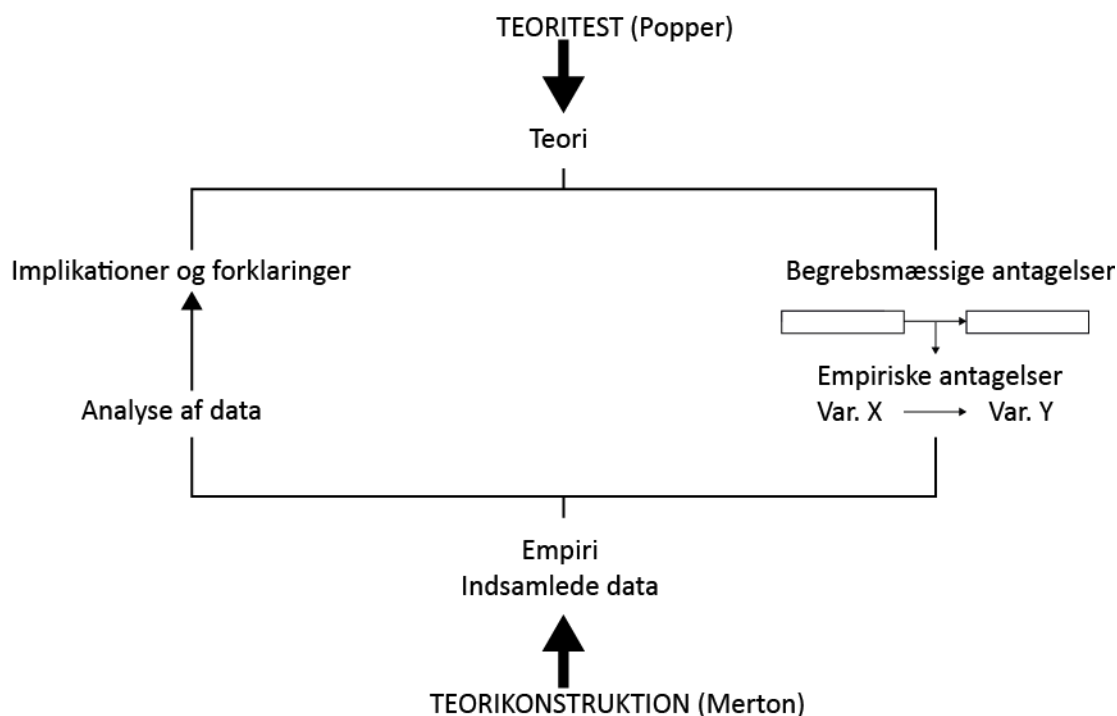 TEORITEST (Popper)
Teori
Implikationer og forklaringer
Begrebsmæssige antagelser
Empiriske antagelser
Analyse af data
Var. X
Var. Y
Empiri
Indsamlede data
TEORIKONSTRUKTION (Merton)